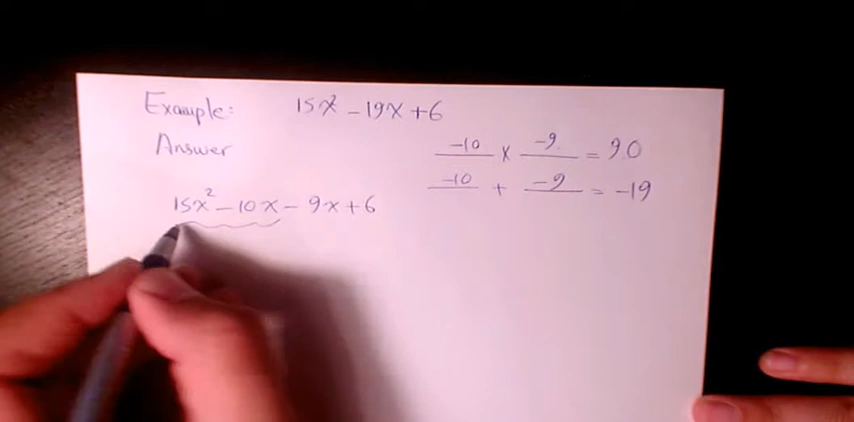 Example: 15x² - 19x + 6
Answer
-10 x -9 = 90
-10 + -9 = -19
15x² - 10x - 9x + 6